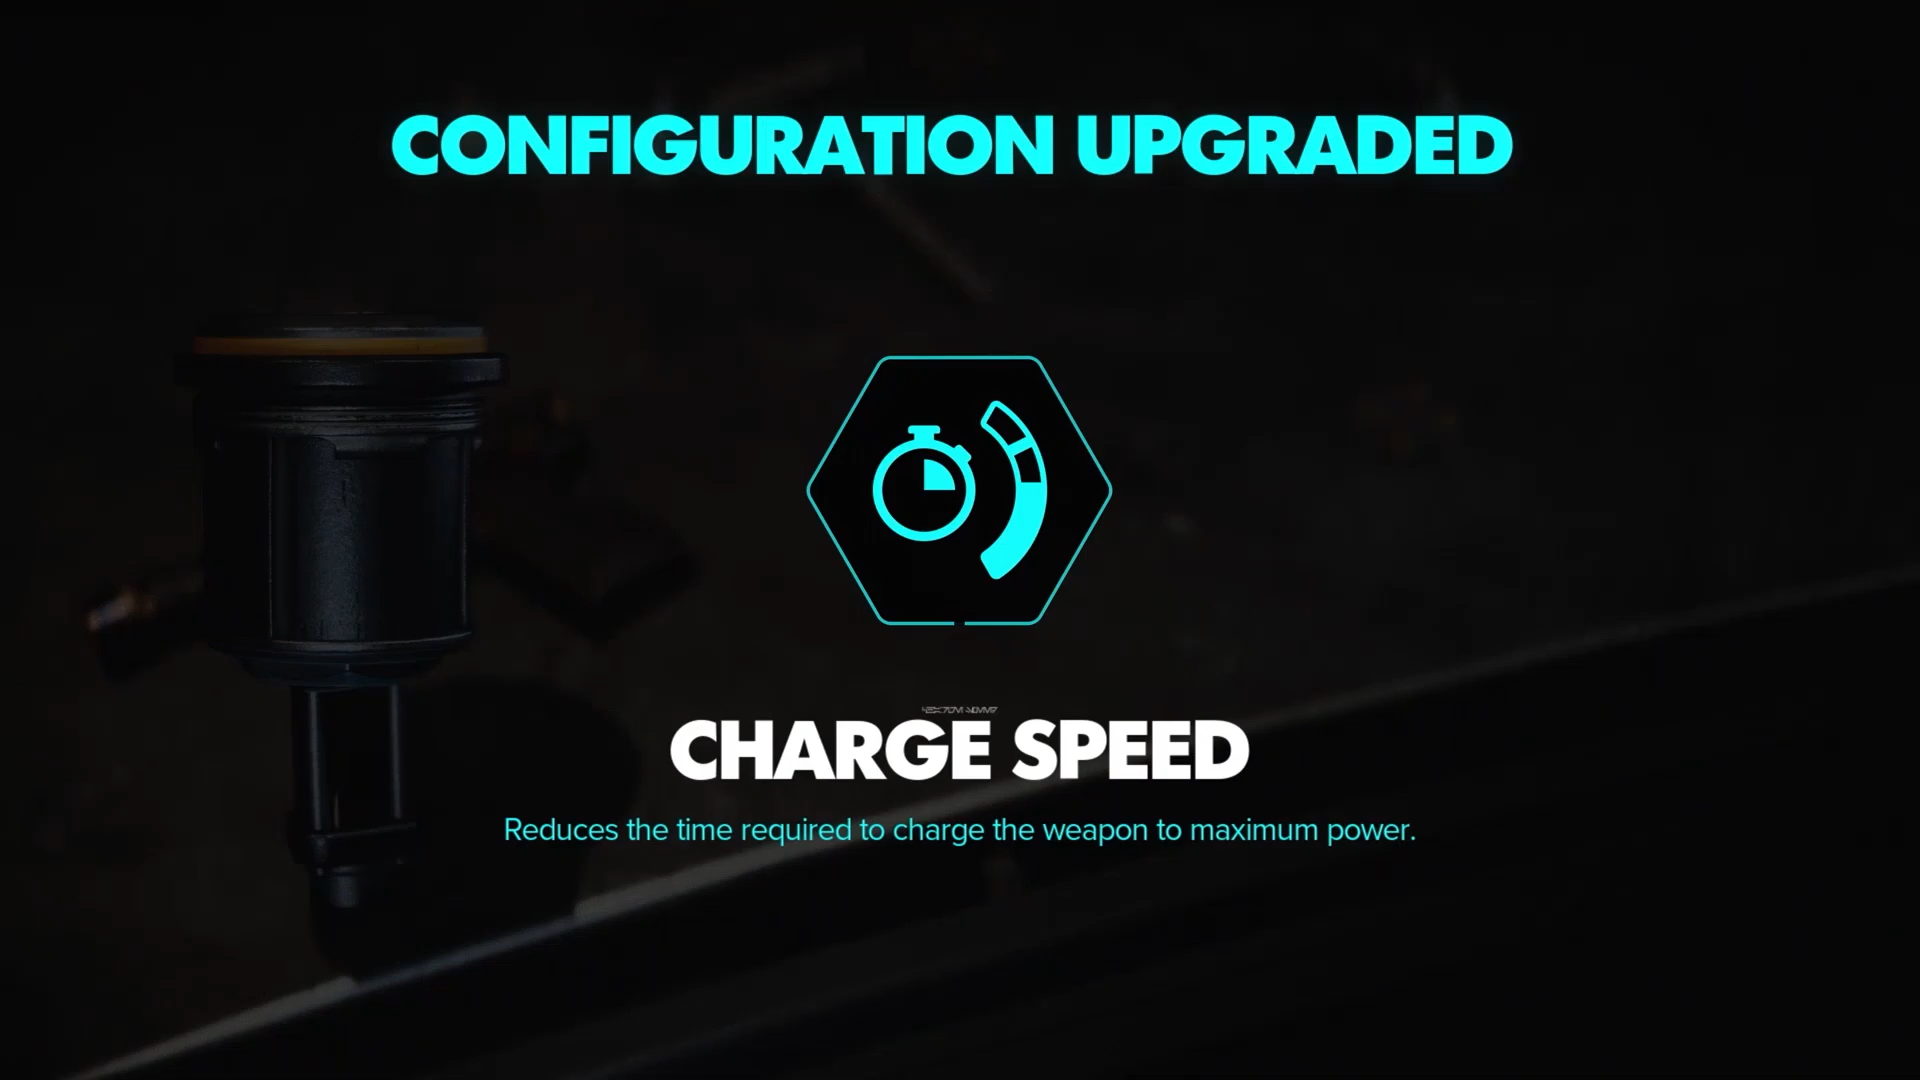 CONFIGURATION UPGRADED
CHARGE SPEED
Reduces the time required to charge the weapon to maximum power.